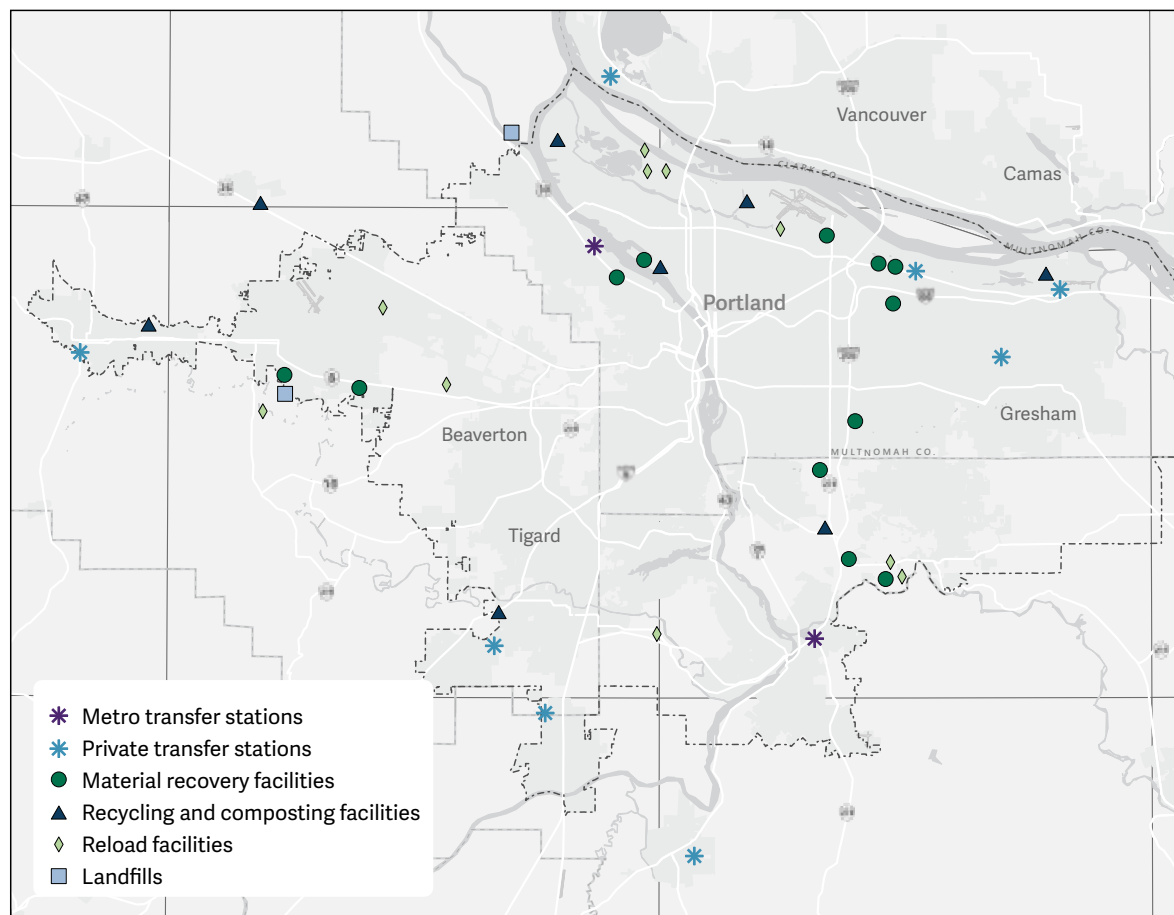 Vancouver
CLARK CO.
Camas
MULTNOMAH CO.
Portland
Gresham
Beaverton
MULTNOMAH CO.
Tigard
Metro transfer stations
Private transfer stations
Material recovery facilities
Recycling and composting facilities
Reload facilities
Landfills